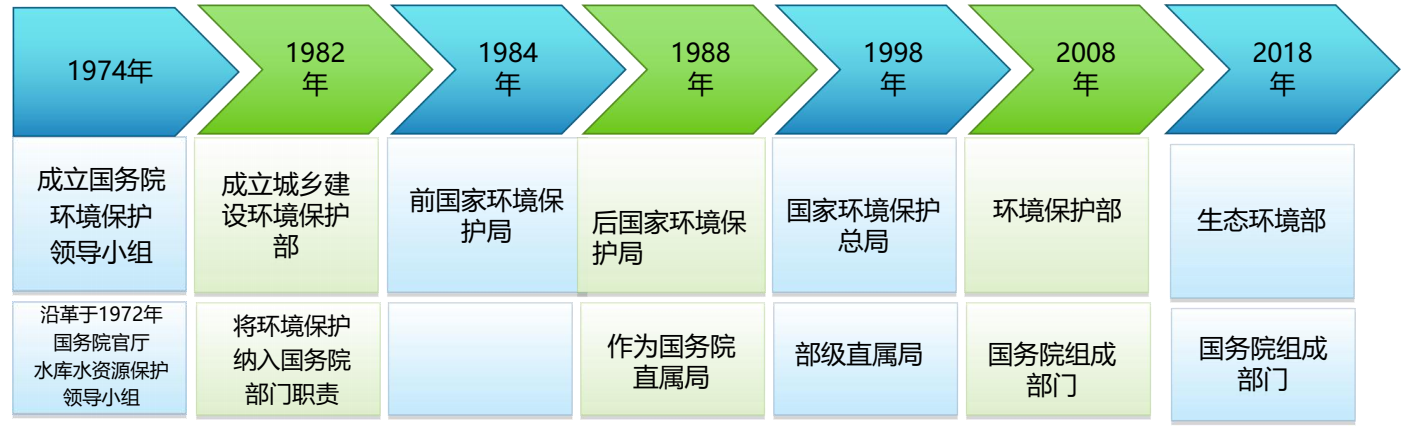 1974年
1982
年
1984
年
1988
年
1998
年
2008
年
2018
年
成立国务院
环境保护
领导小组
成立城乡建
设环境保护
部
前国家环境保
护局
后国家环境保
护局
国家环境保护
总局
环境保护部
生态环境部
沿革于1972年
国务院官厅
水库水资源保护
领导小组
将环境保护
纳入国务院
部门职责
作为国务院
直属局
部级直属局
国务院组成
部门
国务院组成
部门